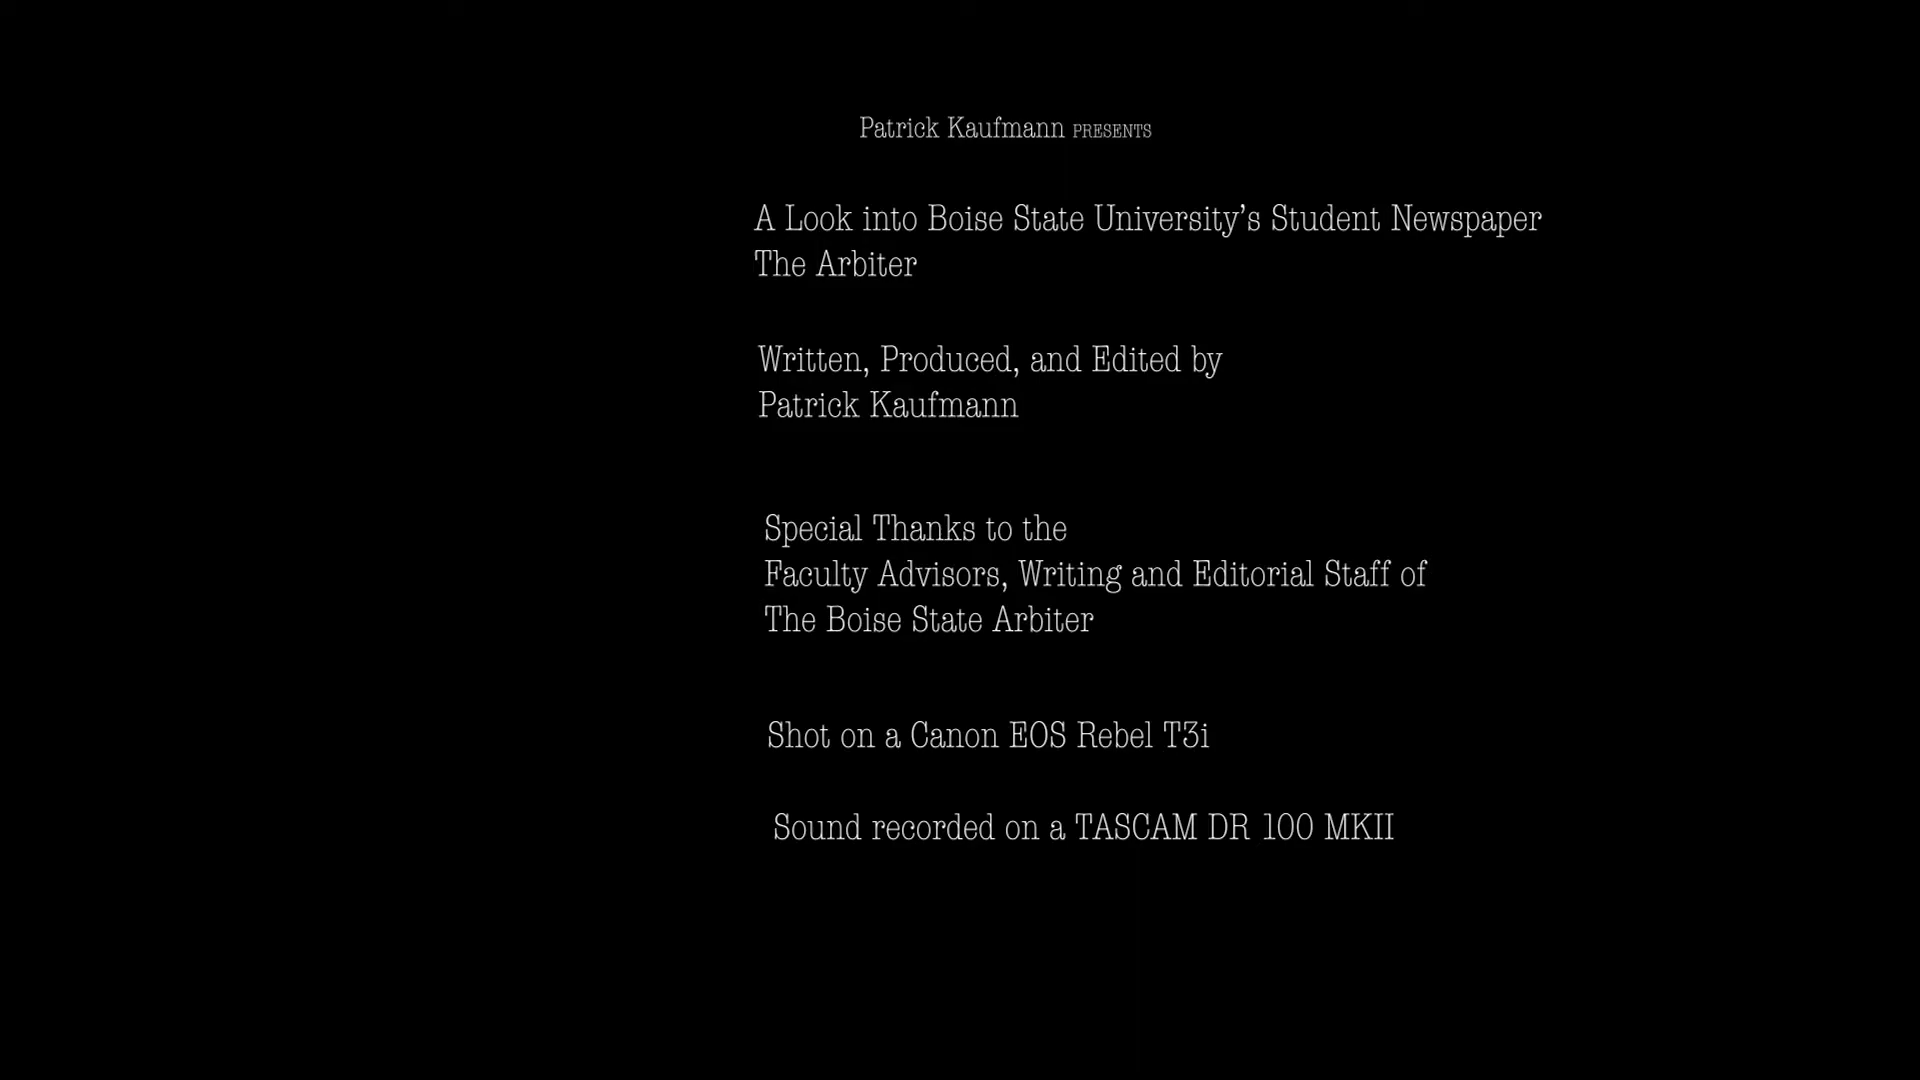 Patrick Kaufmann PRESENTS
A Look into Boise State University’s Student Newspaper
The Arbiter
Written, Produced, and Edited by
Patrick Kaufmann
Special Thanks to the
Faculty Advisors, Writing and Editorial Staff of
The Boise State Arbiter
Shot on a Canon EOS Rebel T3i
Sound recorded on a TASCAM DR 100 MKII